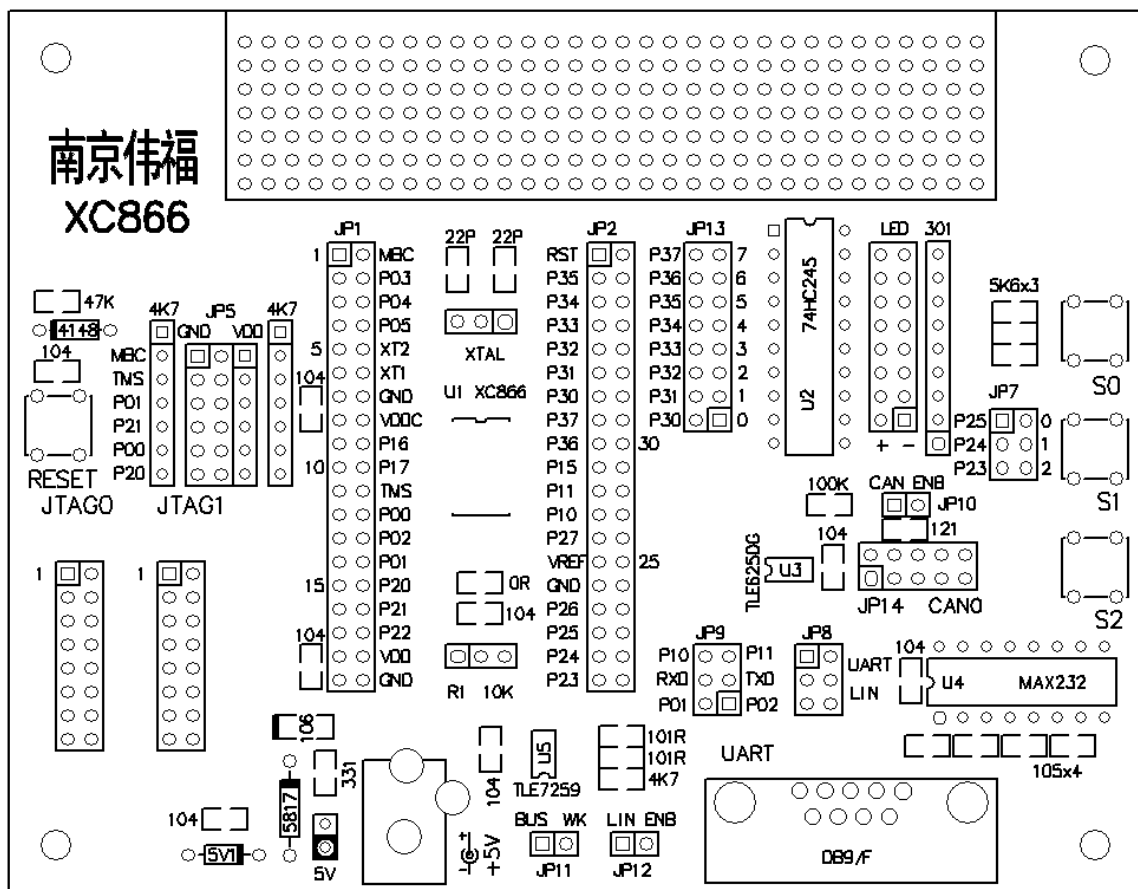 南京伟福
XC866
JP1
22P 22P
JP2
JP13
LED 301
1 MBC
P03
P04
P05
5 XT2
XT1
GND
VDDC
P16
10 P17
TMS
P00
P02
P01
15 P20
P21
P22
VDD
GND
RST
P35
P34
P33
P32
P31
P30
P37
P36 30
P15
P11
P10
P27
VREF 25
GND
P26
P25
P24
P23
P37 7
P36 6
P35 5
P34 4
P33 3
P32 2
P31 1
P30 0
74HC245
U2
+ -
5K6x3
S0
47K
4148
104
4K7 JP5 4K7
GND VDD
MBC
TMS
P01
P21
P00
P20
RESET
JTAG0 JTAG1
104
XTAL
U1 XC866
JP7
P25 0
P24 1
P23 2
S1
100K
CAN ENB
JP10
121
104
TLE6250G
U3
JP14 CAN0
S2
1 1
0R
104
104
R1 10K
JP9
P10 P11
RXD TXD
P01 P02
JP8
UART
LIN
104
U4 MAX232
105x4
106
331
5817
104
5V1
5V
104
+5V
- +
U5
TLE7259
101R
101R
4K7
BUS WK
JP11
LIN ENB
JP12
UART
DB9/F